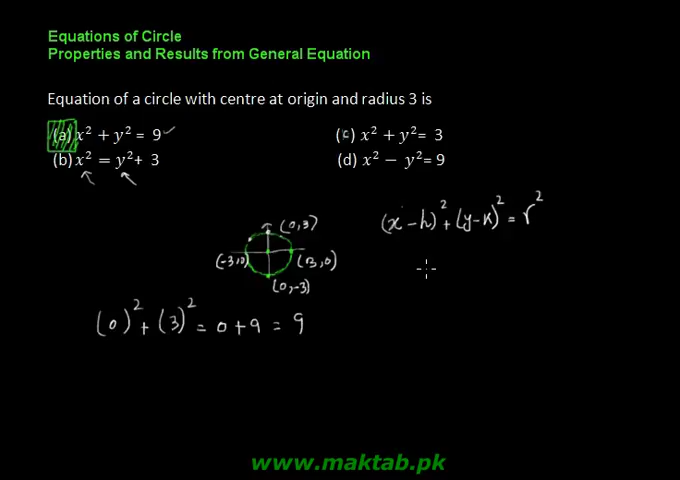 Equations of Circle
Properties and Results from General Equation
Equation of a circle with centre at origin and radius 3 is
(a) x² + y² = 9
(c) x² + y² = 3
(b) x² = y² + 3
(d) x² − y² = 9
(x − h)² + (y − k)² = r²
(0,3)
(-3,0)
(3,0)
(0,-3)
(0)² + (3)² = 0 + 9 = 9
www.maktab.pk